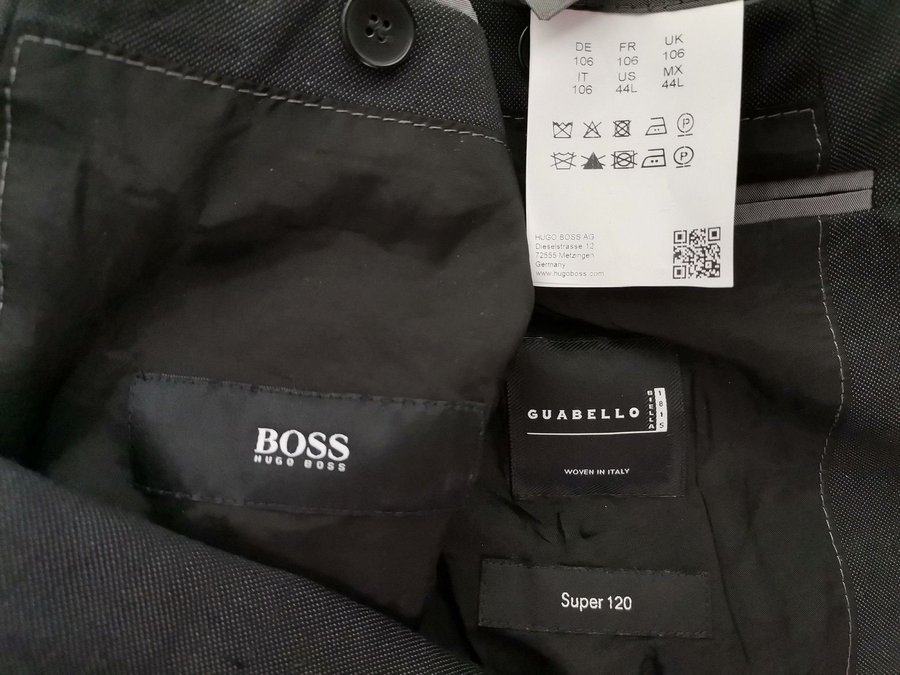 DE FR UK
106 106 106
IT US MX
106 44L 44L
P
P
HUGO BOSS AG
Dieselstrasse 12
72555 Metzingen
Germany
www.hugoboss.com
BOSS
HUGO BOSS
GUABELLO
BIELLA
1815
WOVEN IN ITALY
Super 120